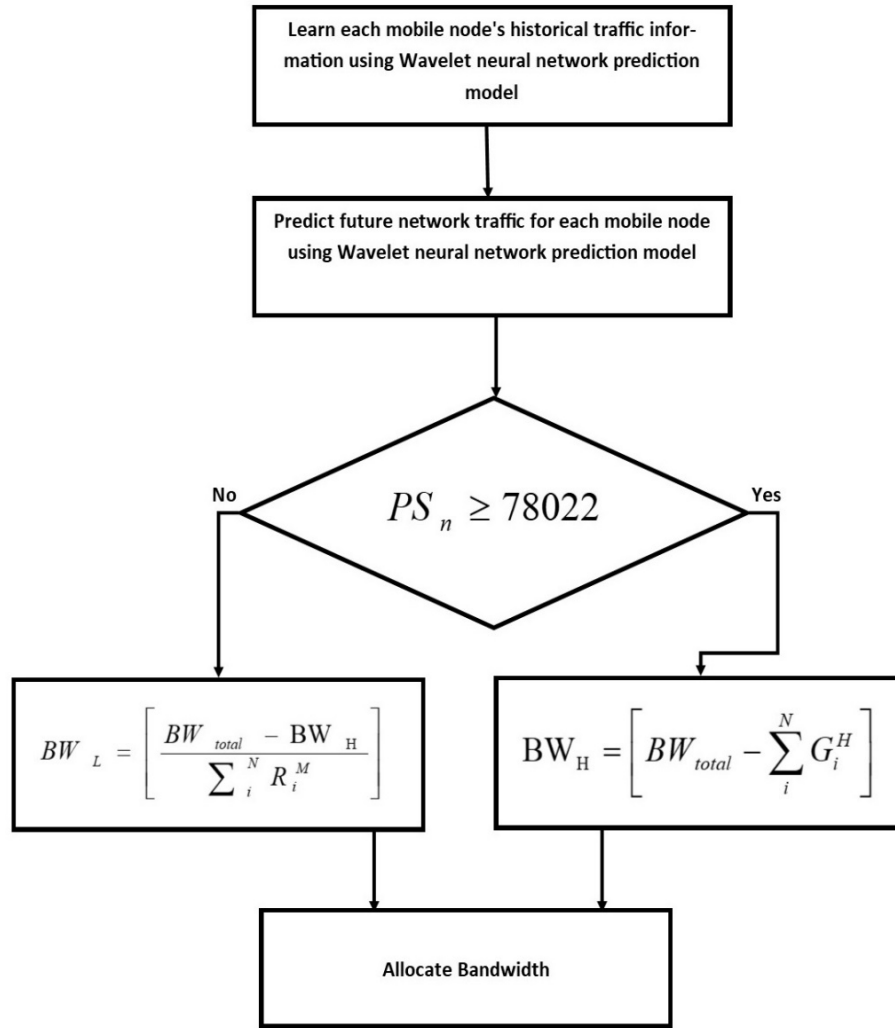 Learn each mobile node's historical traffic infor-
mation using Wavelet neural network prediction
model
Predict future network traffic for each mobile node
using Wavelet neural network prediction model
No
Yes
PS_n ≥ 78022
BW_L = [ (BW_total − BW_H) / (∑_i^N R_i^M) ]
BW_H = [ BW_total − ∑_i^N G_i^H ]
Allocate Bandwidth